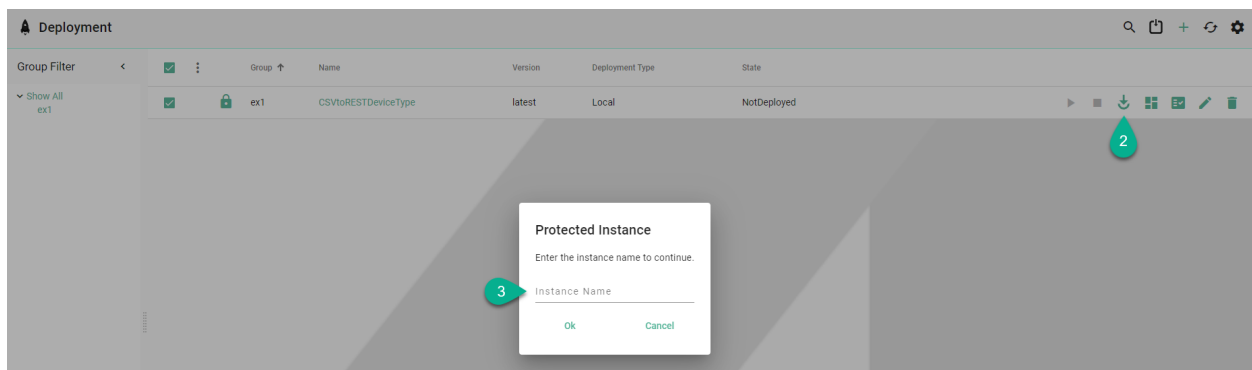 Deployment
Group Filter
Group Name Version Deployment Type State
Show All
ex1
ex1 CSVtoRESTDeviceType latest Local NotDeployed
2
Protected Instance
Enter the instance name to continue.
3
Instance Name
Ok Cancel